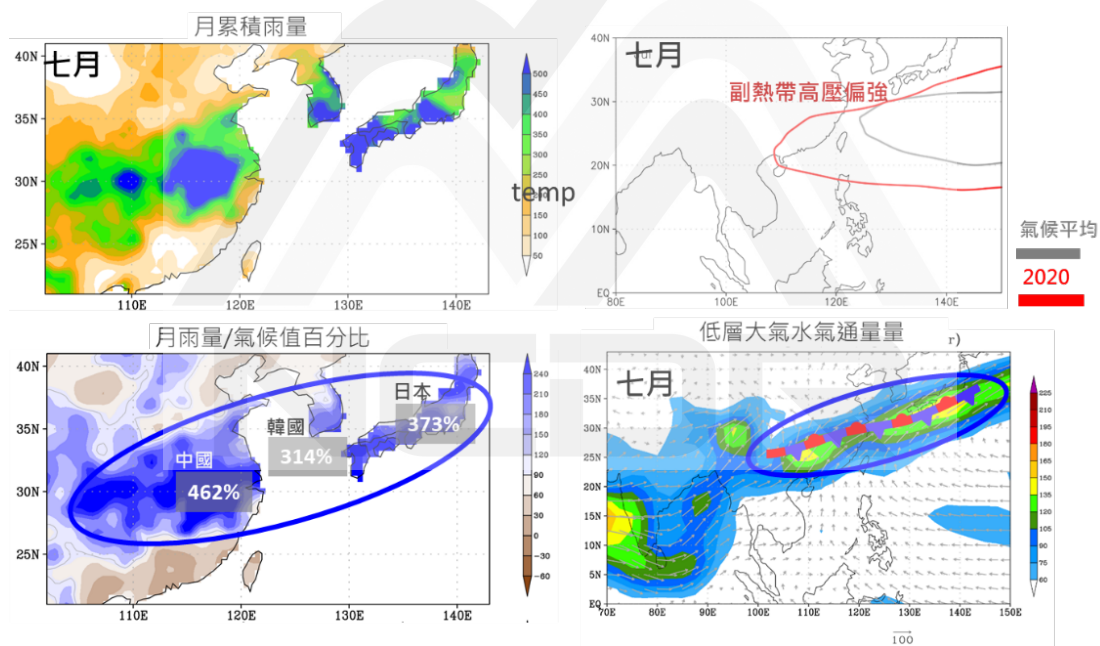 月累積雨量
七月
40N
35N
30N
25N
110E
120E
130E
140E
500
450
400
350
300
250
200
150
100
50
temp
七月
副熱帶高壓偏強
40N
30N
20N
10N
EQ
80E
100E
120E
140E
氣候平均
2020
月雨量/氣候值百分比
40N
35N
30N
25N
110E
120E
130E
140E
日本
373%
韓國
314%
中國
462%
240
210
180
150
120
90
60
30
0
-30
-60
低層大氣水氣通量量
r)
七月
40N
35N
30N
25N
20N
15N
10N
5N
EQ
70E
80E
90E
100E
110E
120E
130E
140E
150E
225
210
195
180
165
150
135
120
105
90
75
60
100